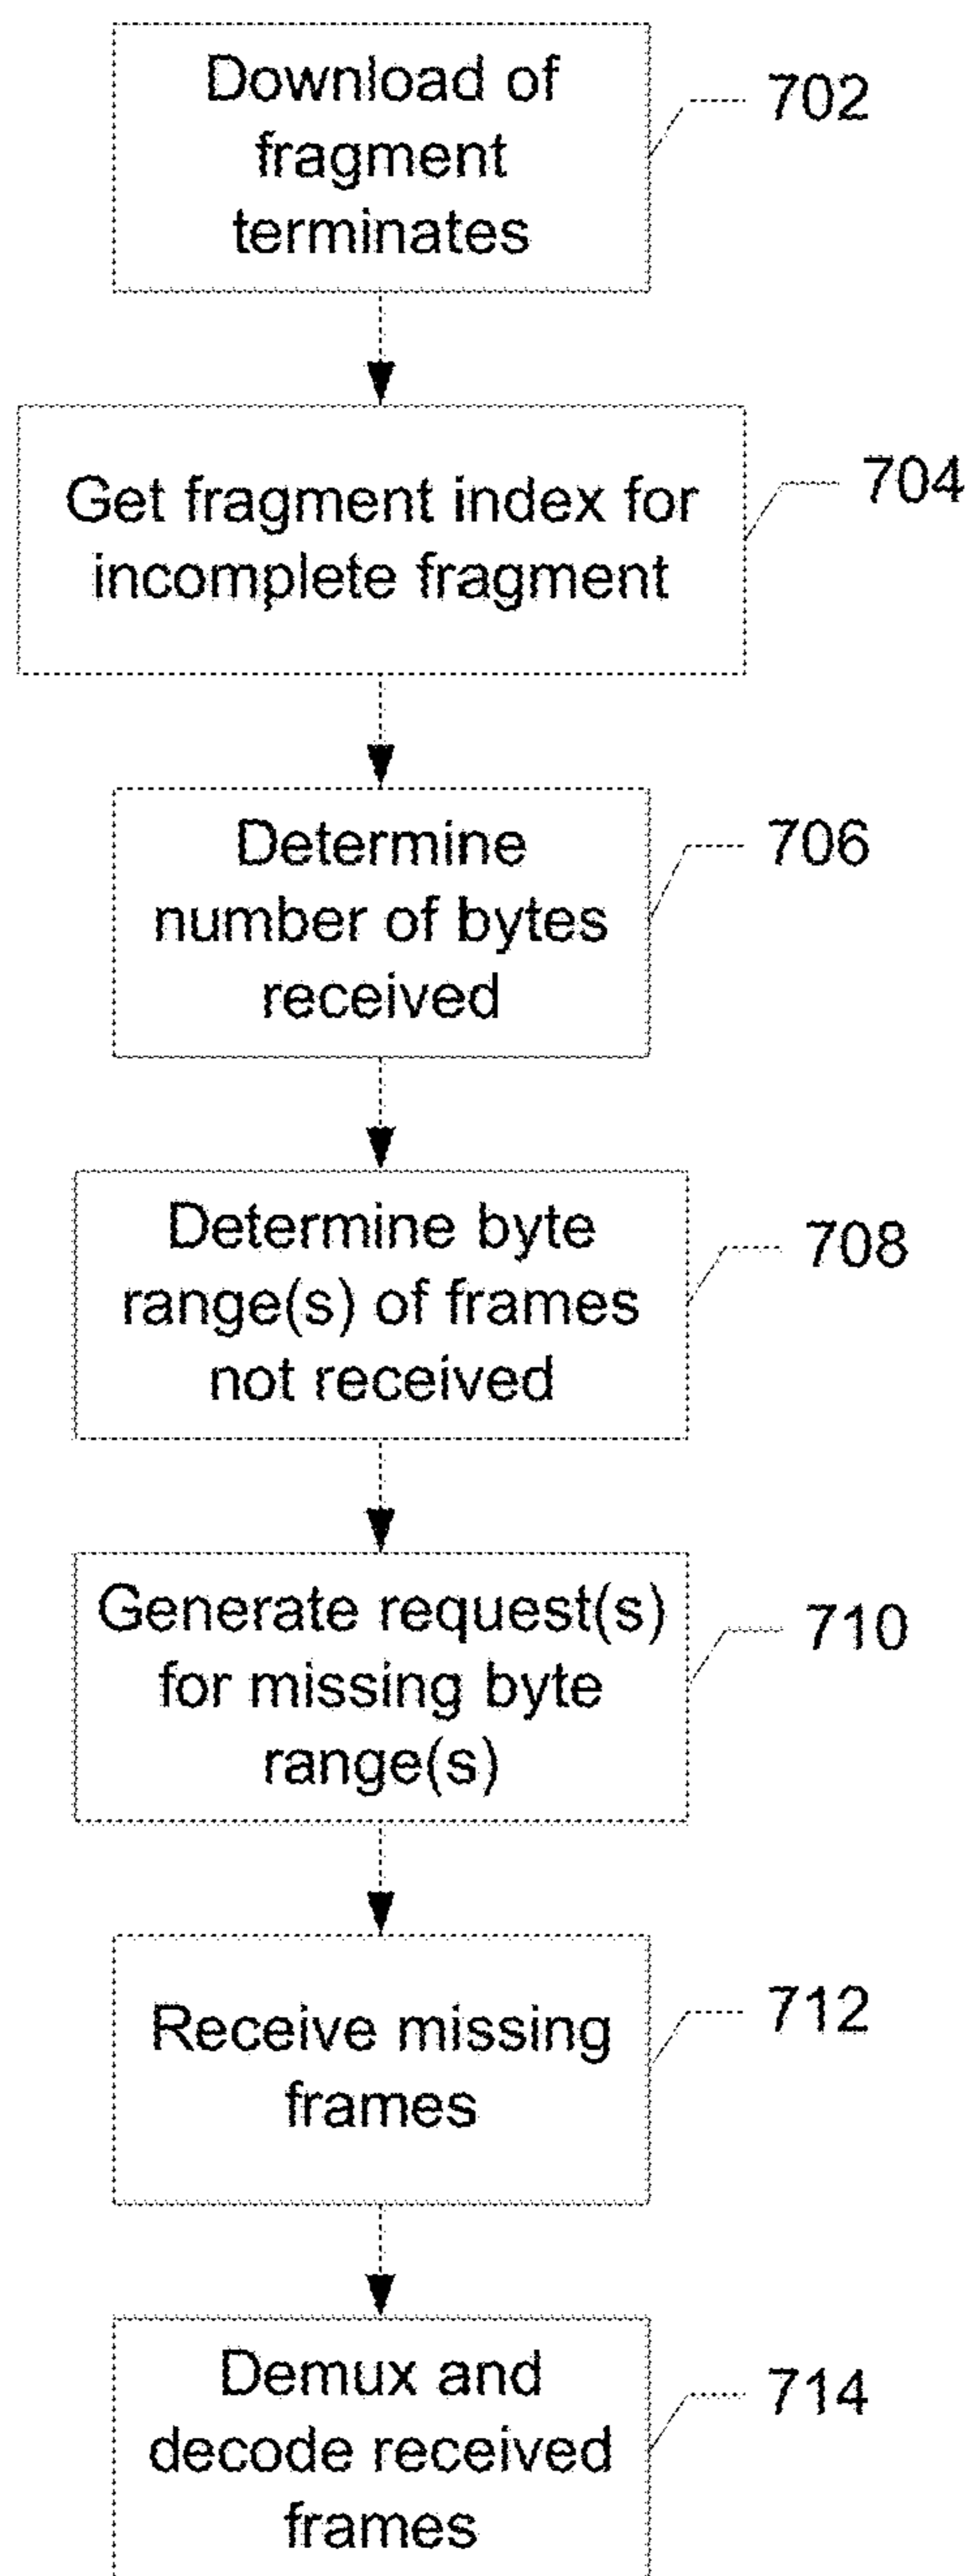 Download of
fragment
terminates
702
Get fragment index for
incomplete fragment
704
Determine
number of bytes
received
706
Determine byte
range(s) of frames
not received
708
Generate request(s)
for missing byte
range(s)
710
Receive missing
frames
712
Demux and
decode received
frames
714